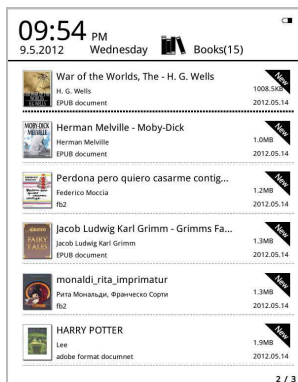 09:54 PM
9.5.2012 Wednesday Books(15)
War of the Worlds, The - H. G. Wells
New
H. G. Wells
1008.5KB
EPUB document
2012.05.14
MOBY-DICK
MELVILLE
Herman Melville - Moby-Dick
New
Herman Melville
1.0MB
EPUB document
2012.05.14
Perdona pero quiero casarme contig...
New
Federico Moccia
1.2MB
fb2
2012.05.14
FAIRY
TALES
Jacob Ludwig Karl Grimm - Grimms Fa...
New
Jacob Ludwig Karl Grimm
1.3MB
EPUB document
2012.05.14
monaldi_rita_imprimatur
New
Рита Мональди, Франческо Сорти
1.3MB
fb2
2012.05.14
HARRY POTTER
New
Lee
1.9MB
adobe format documnet
2012.05.14
2 / 3